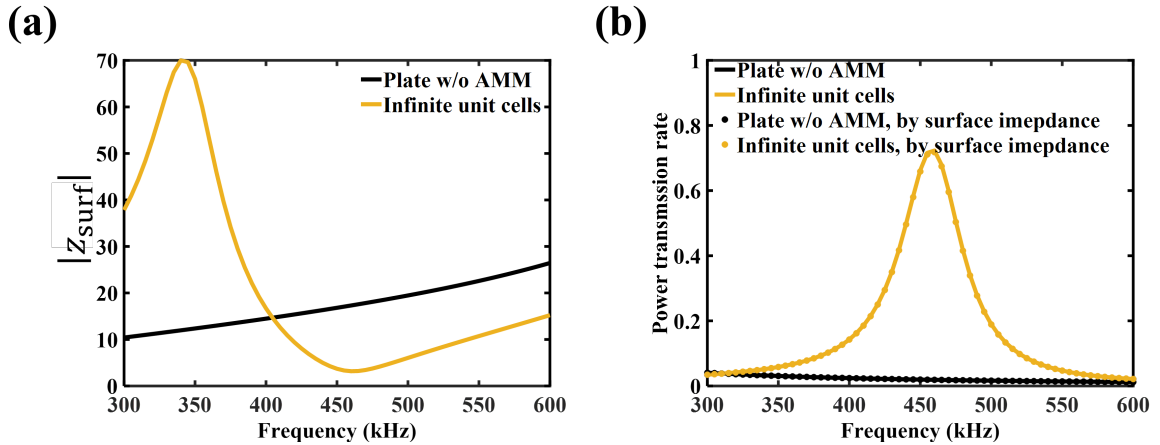 (a)
70
60
50
40
30
20
10
0
|Zsurf|
Plate w/o AMM
Infinite unit cells
300 350 400 450 500 550 600
Frequency (kHz)
(b)
1
0.8
0.6
0.4
0.2
0
Power transmssion rate
Plate w/o AMM
Infinite unit cells
Plate w/o AMM, by surface imepdance
Infinite unit cells, by surface imepdance
300 350 400 450 500 550 600
Frequency (kHz)